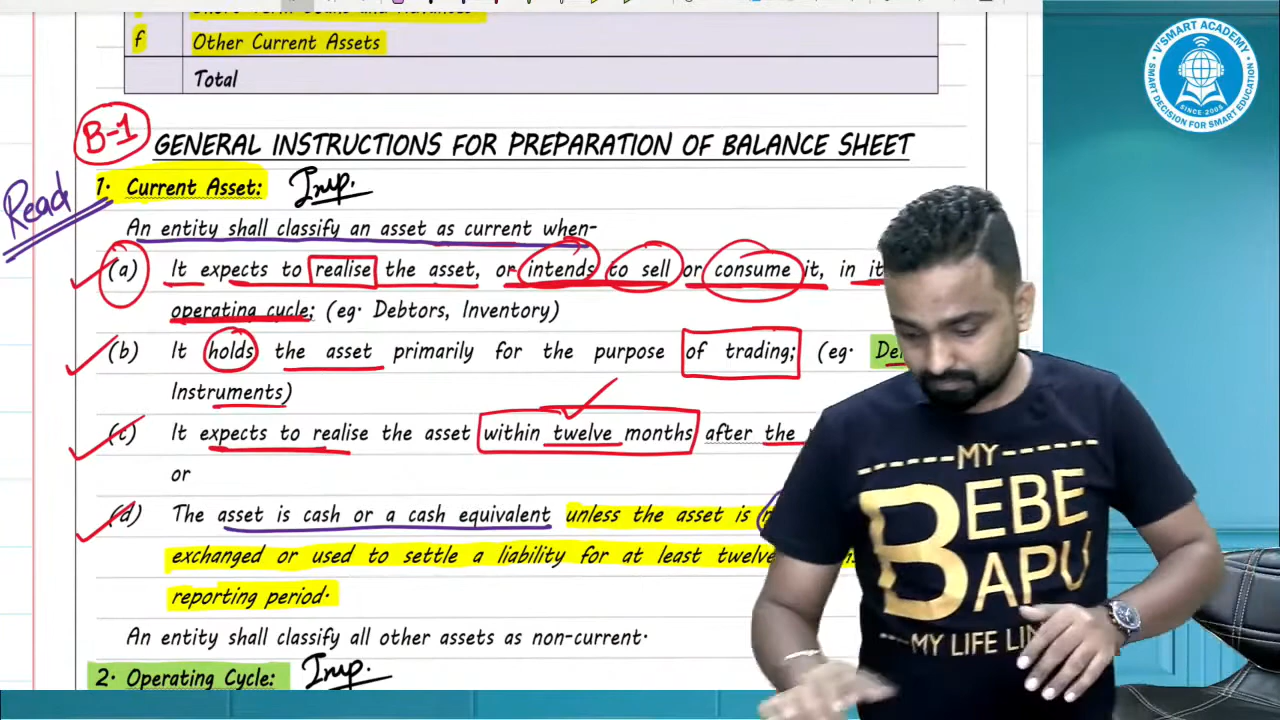 f Other Current Assets
Total
B-1 GENERAL INSTRUCTIONS FOR PREPARATION OF BALANCE SHEET
Read
1. Current Asset: Imp.
An entity shall classify an asset as current when-
(a) It expects to realise the asset, or intends to sell or consume it, in
operating cycle; (eg. Debtors, Inventory)
(b) It holds the asset primarily for the purpose of trading; (eg.
Instruments)
(c) It expects to realise the asset within twelve months after the
or
(d) The asset is cash or a cash equivalent unless the asset is
exchanged or used to settle a liability for at least twelve
reporting period.
An entity shall classify all other assets as non-current.
2. Operating Cycle: Imp.
V'SMART ACADEMY
SINCE-2005
SMART DECISION FOR SMART EDUCATION
MY
BEBE
BAPU
MY LIFE